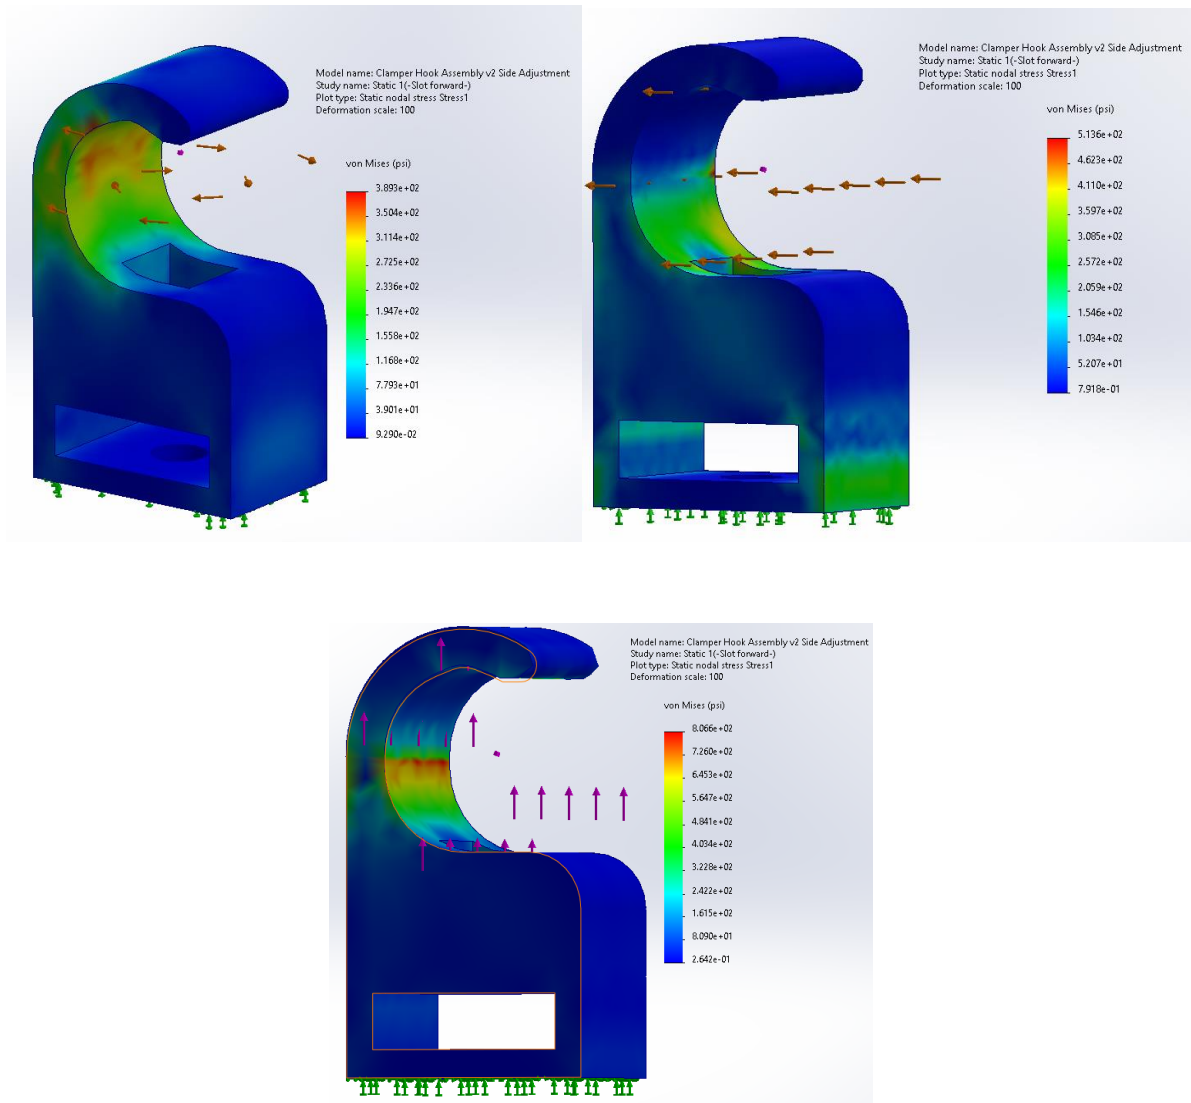 Model name: Clamper Hook Assembly v2 Side Adjustment
Study name: Static 1(-Slot forward-)
Plot type: Static nodal stress Stress1
Deformation scale: 100
von Mises (psi)
3.893e+02
3.504e+02
3.114e+02
2.725e+02
2.336e+02
1.947e+02
1.558e+02
1.168e+02
7.793e+01
3.901e+01
9.290e-02
Model name: Clamper Hook Assembly v2 Side Adjustment
Study name: Static 1(-Slot forward-)
Plot type: Static nodal stress Stress1
Deformation scale: 100
von Mises (psi)
5.136e+02
4.623e+02
4.110e+02
3.597e+02
3.085e+02
2.572e+02
2.059e+02
1.546e+02
1.034e+02
5.207e+01
7.918e-01
Model name: Clamper Hook Assembly v2 Side Adjustment
Study name: Static 1(-Slot forward-)
Plot type: Static nodal stress Stress1
Deformation scale: 100
von Mises (psi)
8.066e+02
7.260e+02
6.453e+02
5.647e+02
4.841e+02
4.034e+02
3.228e+02
2.422e+02
1.615e+02
8.090e+01
2.642e-01